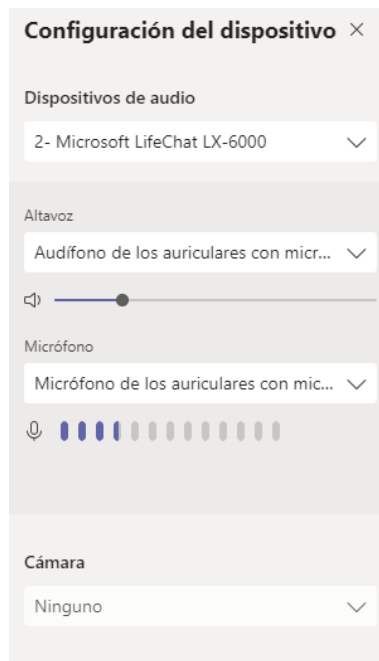 Configuración del dispositivo
Dispositivos de audio
2- Microsoft LifeChat LX-6000
Altavoz
Audífono de los auriculares con micr...
Micrófono
Micrófono de los auriculares con mic...
Cámara
Ninguno